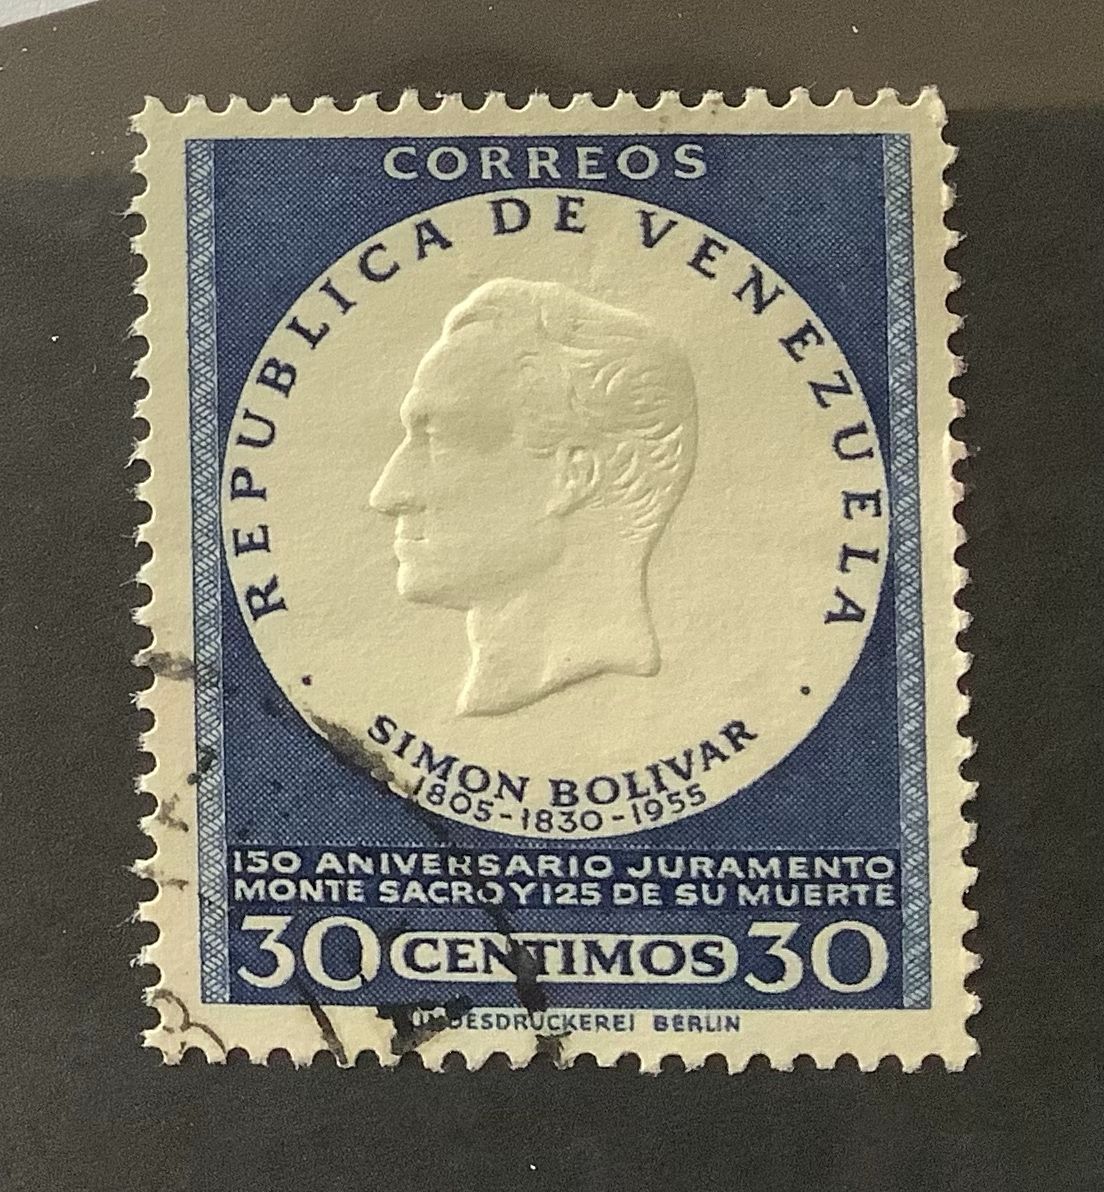 CORREOS
REPUBLICA DE VENEZUELA
SIMON BOLIVAR
1805-1830-1955
150 ANIVERSARIO JURAMENTO
MONTE SACRO Y 125 DE SU MUERTE
30 CENTIMOS 30
BUNDESDRUCKEREI BERLIN